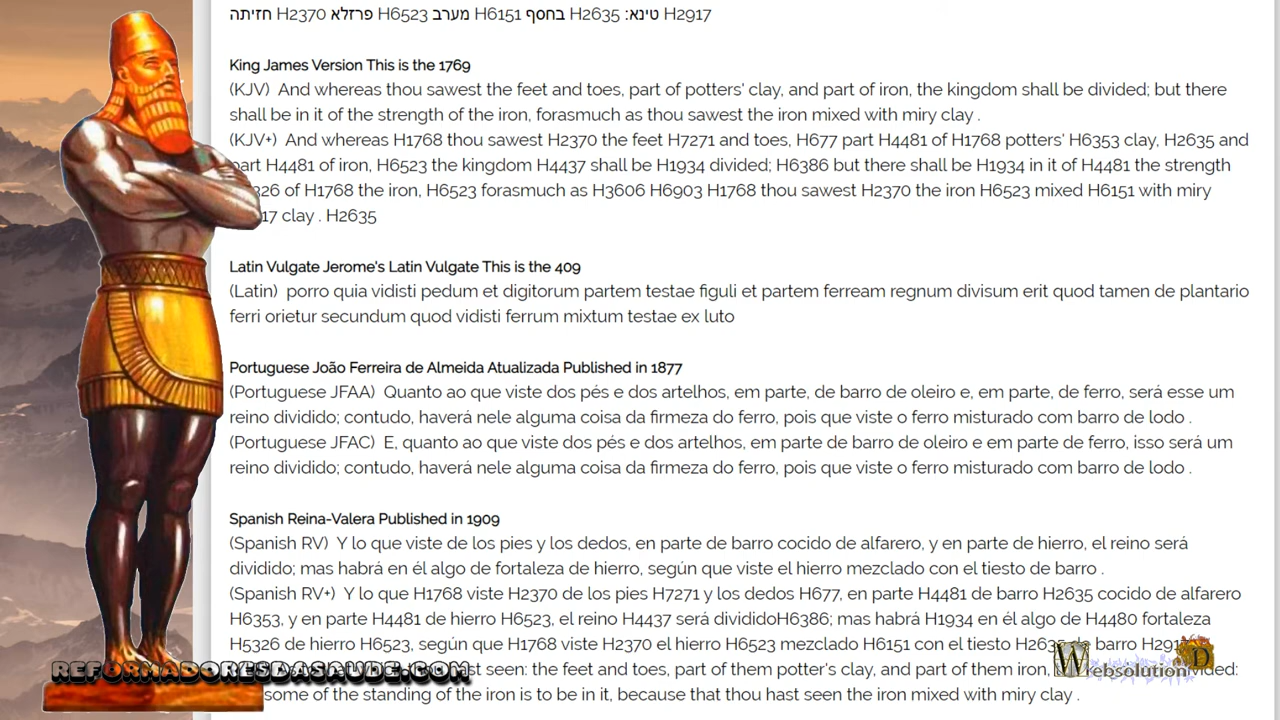 חזיתה H2370 פרזלא H6523 מערב H6151 בחסף H2635 טינא׃ H2917
King James Version This is the 1769
(KJV) And whereas thou sawest the feet and toes, part of potters' clay, and part of iron, the kingdom shall be divided; but there
shall be in it of the strength of the iron, forasmuch as thou sawest the iron mixed with miry clay .
(KJV+) And whereas H1768 thou sawest H2370 the feet H7271 and toes, H677 part H4481 of H1768 potters' H6353 clay, H2635 and
part H4481 of iron, H6523 the kingdom H4437 shall be H1934 divided; H6386 but there shall be H1934 in it of H4481 the strength
326 of H1768 the iron, H6523 forasmuch as H3606 H6903 H1768 thou sawest H2370 the iron H6523 mixed H6151 with miry
17 clay . H2635
Latin Vulgate Jerome's Latin Vulgate This is the 409
(Latin) porro quia vidisti pedum et digitorum partem testae figuli et partem ferream regnum divisum erit quod tamen de plantario
ferri orietur secundum quod vidisti ferrum mixtum testae ex luto
Portuguese João Ferreira de Almeida Atualizada Published in 1877
(Portuguese JFAA) Quanto ao que viste dos pés e dos artelhos, em parte, de barro de oleiro e, em parte, de ferro, será esse um
reino dividido; contudo, haverá nele alguma coisa da firmeza do ferro, pois que viste o ferro misturado com barro de lodo .
(Portuguese JFAC) E, quanto ao que viste dos pés e dos artelhos, em parte de barro de oleiro e em parte de ferro, isso será um
reino dividido; contudo, haverá nele alguma coisa da firmeza do ferro, pois que viste o ferro misturado com barro de lodo .
Spanish Reina-Valera Published in 1909
(Spanish RV) Y lo que viste de los pies y los dedos, en parte de barro cocido de alfarero, y en parte de hierro, el reino será
dividido; mas habrá en él algo de fortaleza de hierro, según que viste el hierro mezclado con el tiesto de barro .
(Spanish RV+) Y lo que H1768 viste H2370 de los pies H7271 y los dedos H677, en parte H4481 de barro H2635 cocido de alfarero
H6353, y en parte H4481 de hierro H6523, el reino H4437 será divididoH6386; mas habrá H1934 en él algo de H4480 fortaleza
H5326 de hierro H6523, según que H1768 viste H2370 el hierro H6523 mezclado H6151 con el tiesto H2635 de barro
hast seen: the feet and toes, part of them potter's clay, and part of them iron,
some of the standing of the iron is to be in it, because that thou hast seen the iron mixed with miry clay .
REFORMADORESDASAUDE.COM
Websolution D